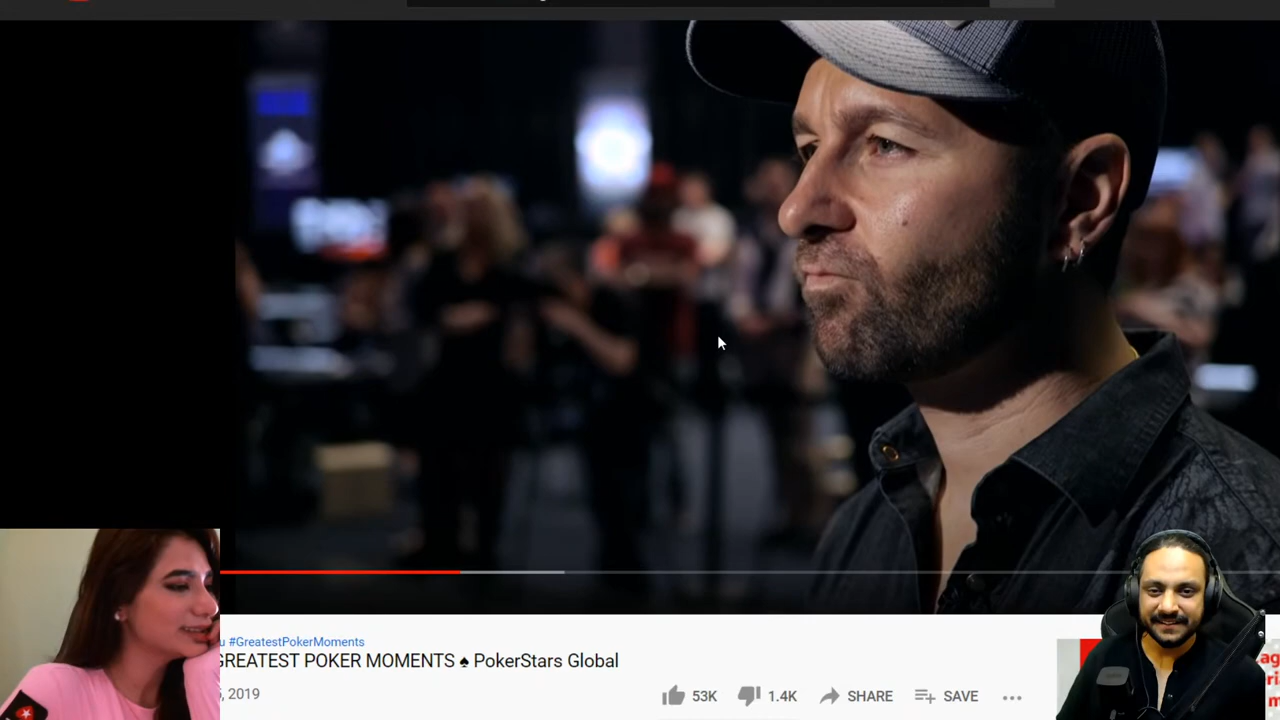 u #GreatestPokerMoments
GREATEST POKER MOMENTS ♠ PokerStars Global
, 2019
53K
1.4K
SHARE
SAVE